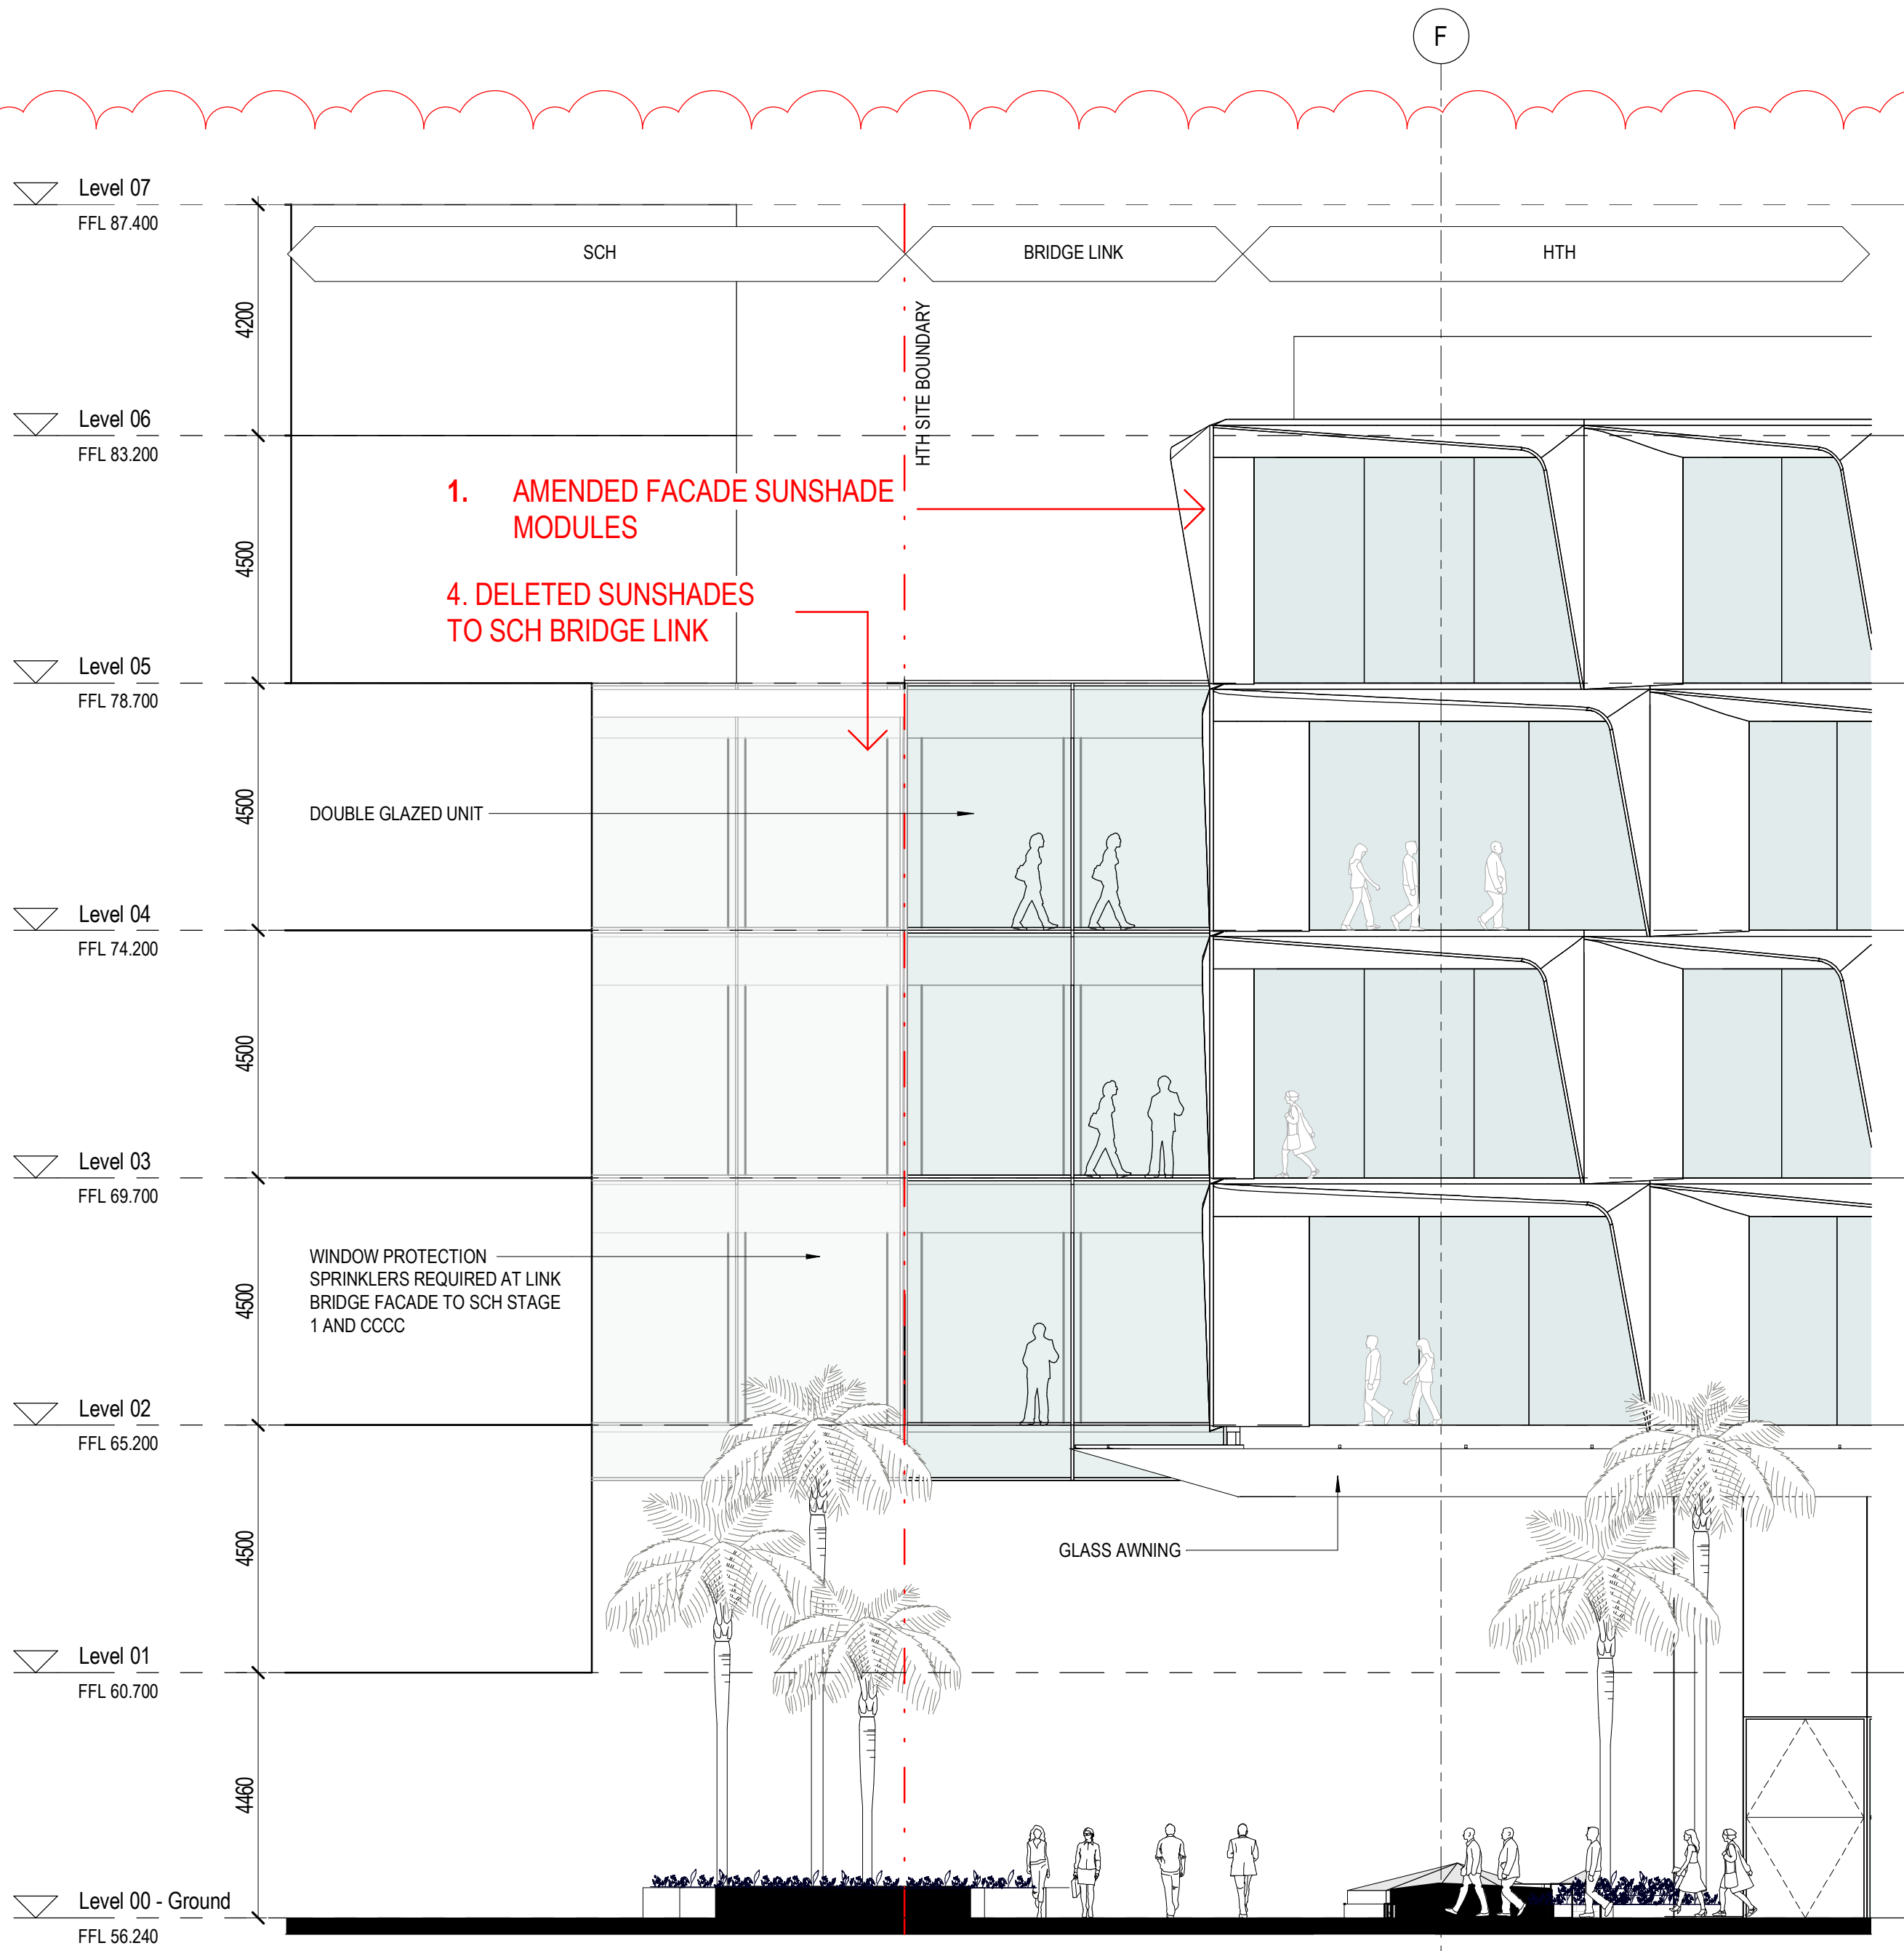 F
Level 07
FFL 87.400
SCH
BRIDGE LINK
HTH
4200
HTH SITE BOUNDARY
Level 06
FFL 83.200
1. AMENDED FACADE SUNSHADE
MODULES
4500
4. DELETED SUNSHADES
TO SCH BRIDGE LINK
Level 05
FFL 78.700
4500
DOUBLE GLAZED UNIT
Level 04
FFL 74.200
4500
Level 03
FFL 69.700
WINDOW PROTECTION
SPRINKLERS REQUIRED AT LINK
BRIDGE FACADE TO SCH STAGE
1 AND CCCC
4500
Level 02
FFL 65.200
4500
GLASS AWNING
Level 01
FFL 60.700
4460
Level 00 - Ground
FFL 56.240